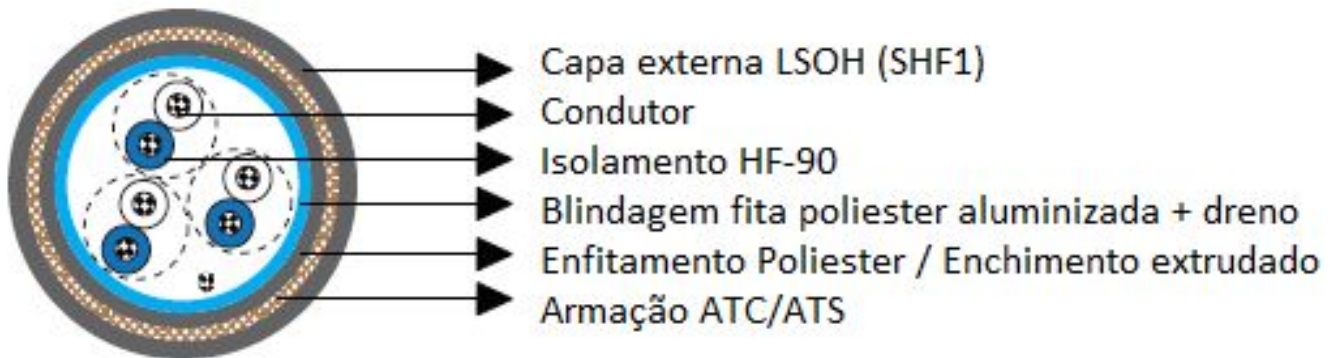 Capa externa LSOH (SHF1)
Condutor
Isolamento HF-90
Blindagem fita poliester aluminizada + dreno
Enfitamento Poliester / Enchimento extrudado
Armação ATC/ATS